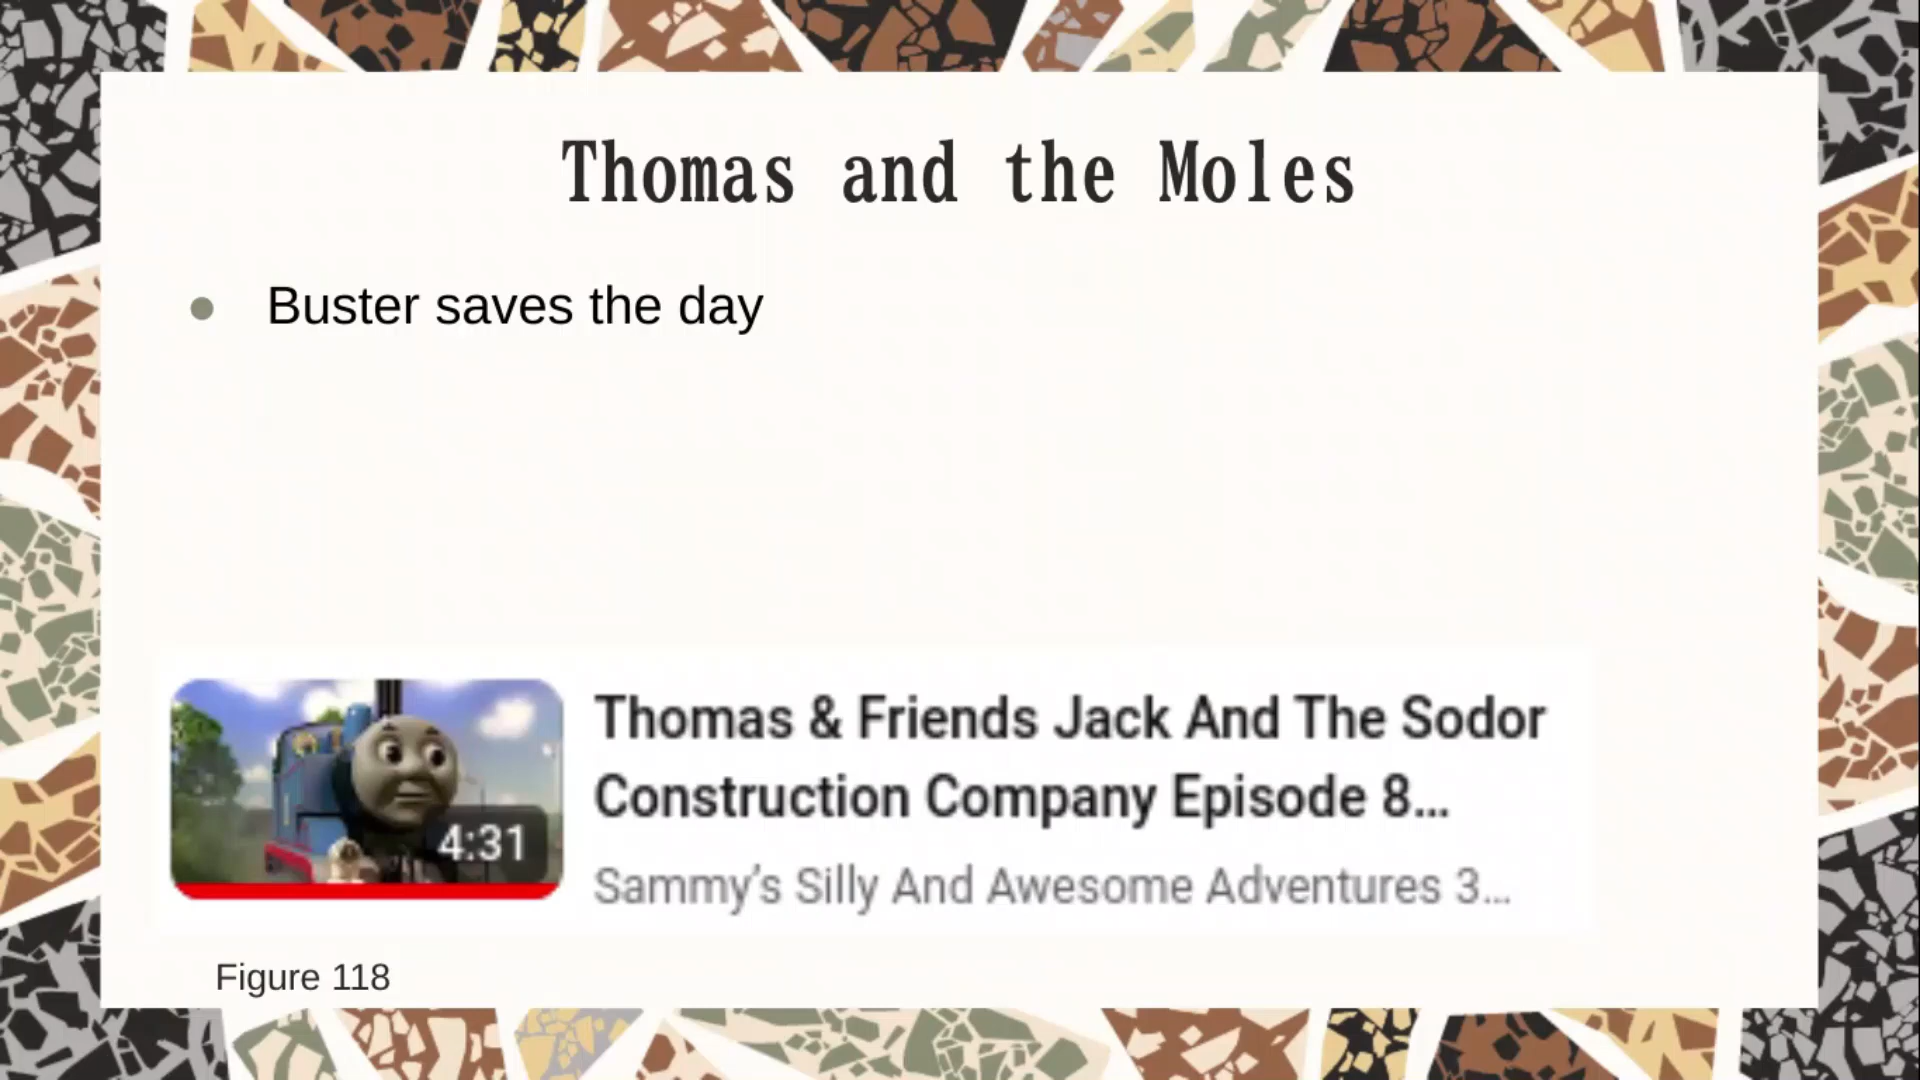 Thomas and the Moles
Buster saves the day
Thomas & Friends Jack And The Sodor
Construction Company Episode 8...
4:31
Sammy's Silly And Awesome Adventures 3...
Figure 118